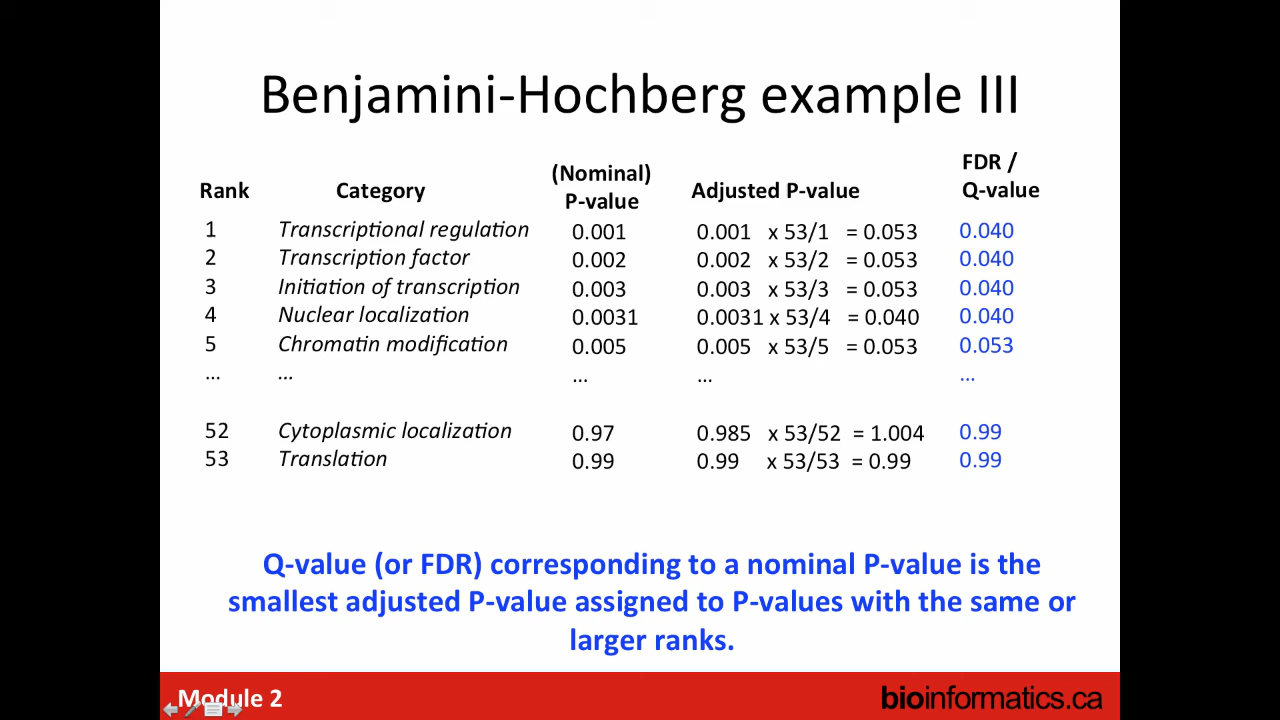 Benjamini-Hochberg example III
Rank Category (Nominal) P-value Adjusted P-value FDR / Q-value
1 Transcriptional regulation 0.001 0.001 x 53/1 = 0.053 0.040
2 Transcription factor 0.002 0.002 x 53/2 = 0.053 0.040
3 Initiation of transcription 0.003 0.003 x 53/3 = 0.053 0.040
4 Nuclear localization 0.0031 0.0031 x 53/4 = 0.040 0.040
5 Chromatin modification 0.005 0.005 x 53/5 = 0.053 0.053
... ... ... ... ...
52 Cytoplasmic localization 0.97 0.985 x 53/52 = 1.004 0.99
53 Translation 0.99 0.99 x 53/53 = 0.99 0.99
Q-value (or FDR) corresponding to a nominal P-value is the
smallest adjusted P-value assigned to P-values with the same or
larger ranks.
Module 2 bioinformatics.ca